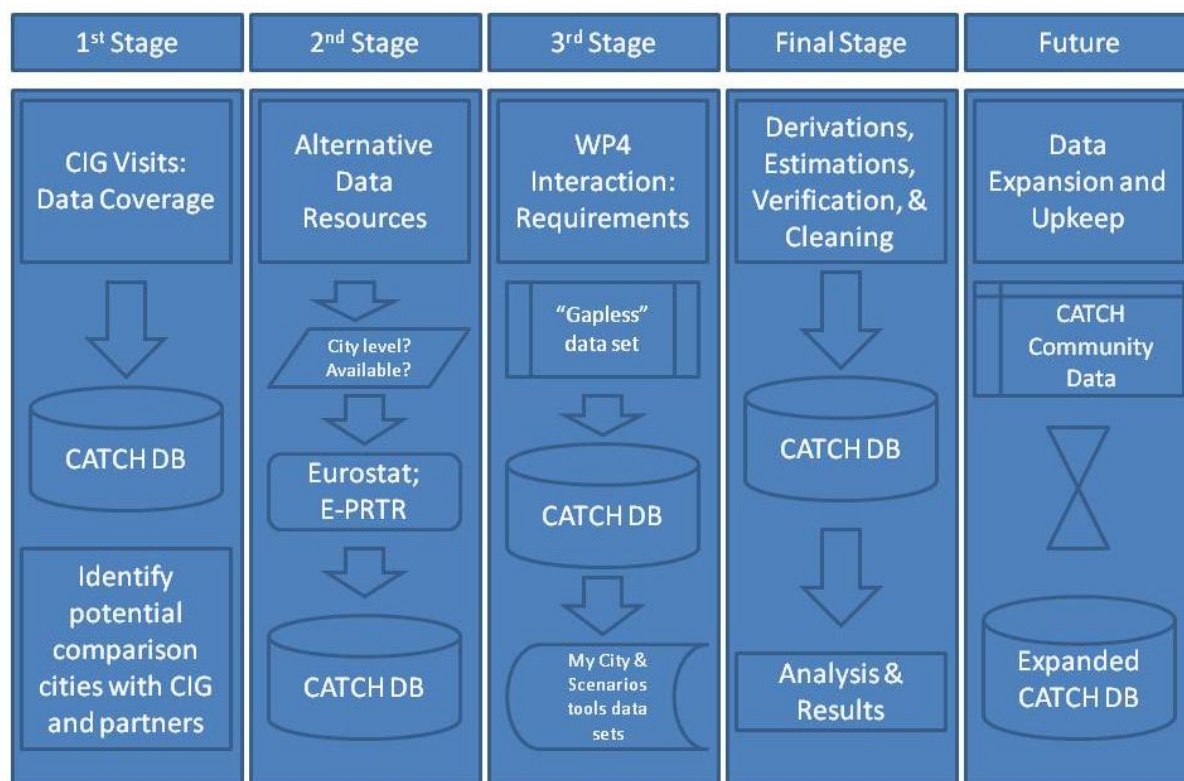 1st Stage
2nd Stage
3rd Stage
Final Stage
Future
CIG Visits:
Data Coverage
CATCH DB
Identify
potential
comparison
cities with CIG
and partners
Alternative
Data
Resources
City level?
Available?
Eurostat;
E-PRTR
CATCH DB
WP4
Interaction:
Requirements
“Gapless”
data set
CATCH DB
My City &
Scenarios
tools data
sets
Derivations,
Estimations,
Verification, &
Cleaning
CATCH DB
Analysis &
Results
Data
Expansion and
Upkeep
CATCH
Community
Data
Expanded
CATCH DB